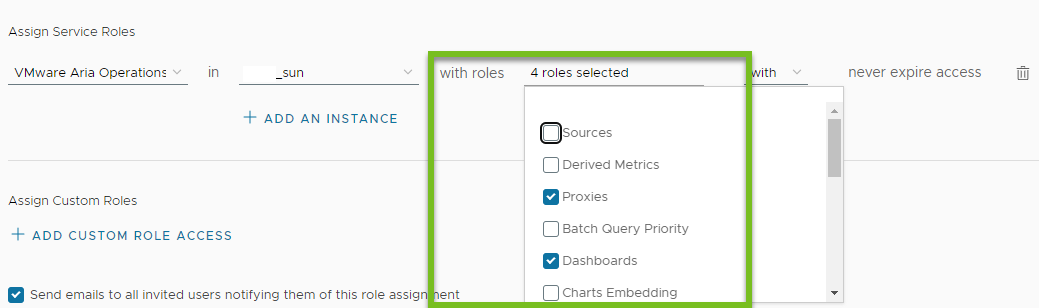 Assign Service Roles
VMware Aria Operations in _sun with roles 4 roles selected with never expire access
ADD AN INSTANCE
Sources
Derived Metrics
Assign Custom Roles
Proxies
ADD CUSTOM ROLE ACCESS
Batch Query Priority
Dashboards
Send emails to all invited users notifying them of this role assignment
Charts Embedding